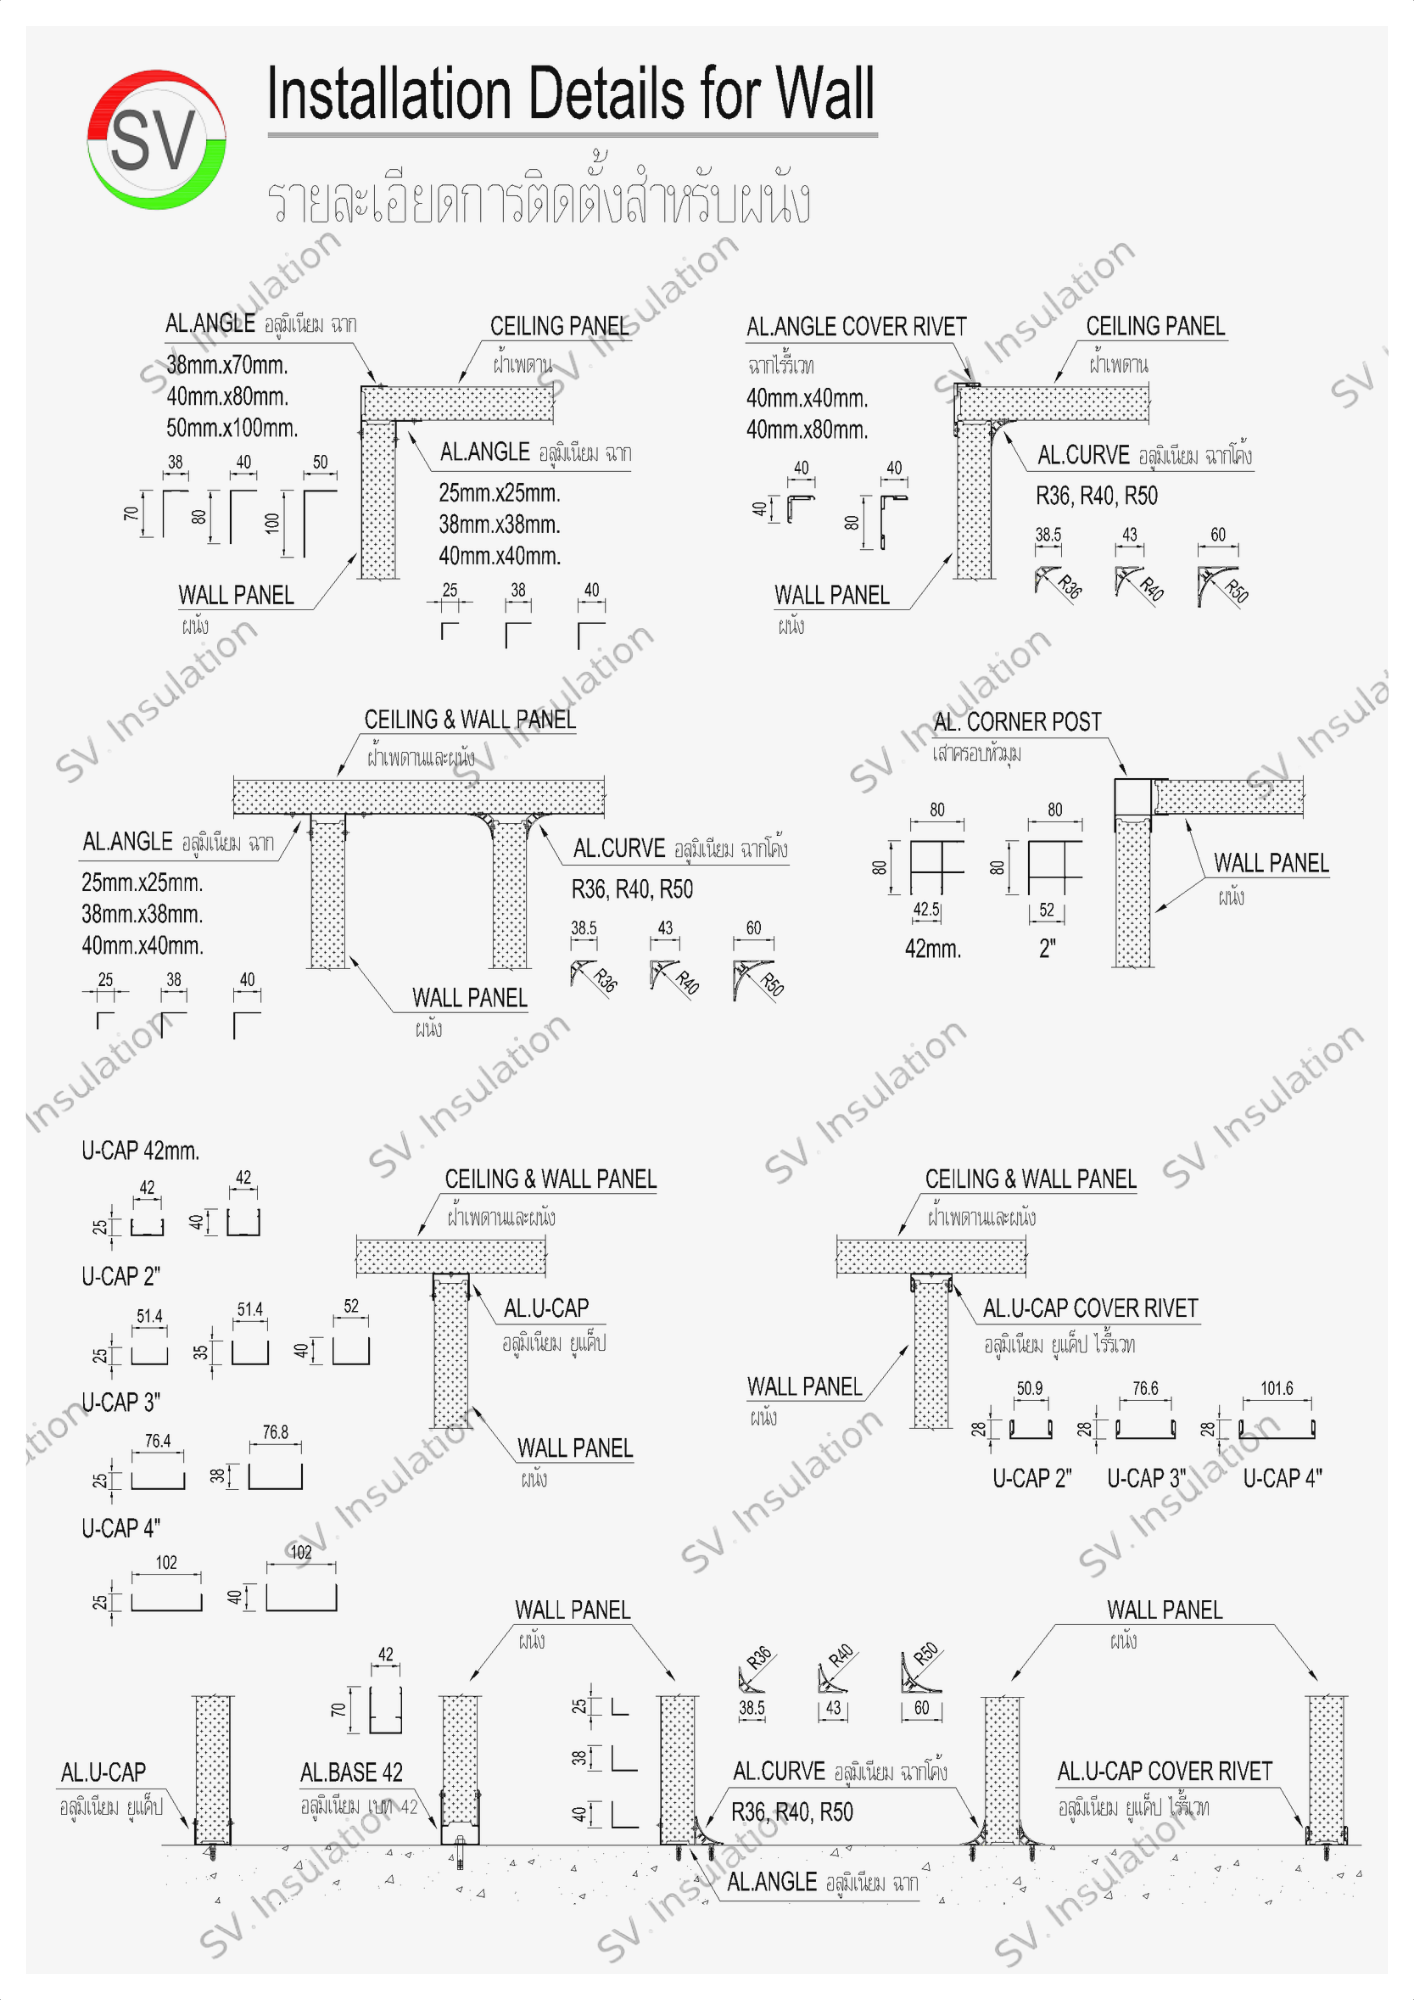 SV
Installation Details for Wall
รายละเอียดการติดตั้งสำหรับผนัง
AL.ANGLE อลูมิเนียม ฉาก
38mm.x70mm.
40mm.x80mm.
50mm.x100mm.
38 40 50
70 80 100
WALL PANEL
ผนัง
CEILING PANEL
ฝ้าเพดาน
AL.ANGLE อลูมิเนียม ฉาก
25mm.x25mm.
38mm.x38mm.
40mm.x40mm.
25 38 40
AL.ANGLE COVER RIVET
ฉากไร้รีเวท
40mm.x40mm.
40mm.x80mm.
40 40
40 80
WALL PANEL
ผนัง
CEILING PANEL
ฝ้าเพดาน
AL.CURVE อลูมิเนียม ฉากโค้ง
R36, R40, R50
38.5 43 60
R36 R40 R50
CEILING & WALL PANEL
ฝ้าเพดานและผนัง
AL.ANGLE อลูมิเนียม ฉาก
25mm.x25mm.
38mm.x38mm.
40mm.x40mm.
25 38 40
WALL PANEL
ผนัง
AL.CURVE อลูมิเนียม ฉากโค้ง
R36, R40, R50
38.5 43 60
R36 R40 R50
AL. CORNER POST
เสาครอบหัวมุม
80 80
80 80
42.5 52
42mm. 2"
WALL PANEL
ผนัง
U-CAP 42mm.
42 42
25 40
U-CAP 2"
51.4 51.4 52
25 35 40
U-CAP 3"
76.4 76.8
25 38
U-CAP 4"
102 102
25 40
CEILING & WALL PANEL
ฝ้าเพดานและผนัง
AL.U-CAP
อลูมิเนียม ยูแค็ป
WALL PANEL
ผนัง
CEILING & WALL PANEL
ฝ้าเพดานและผนัง
AL.U-CAP COVER RIVET
อลูมิเนียม ยูแค็ป ไร้รีเวท
WALL PANEL
ผนัง
50.9 76.6 101.6
28 28 28
U-CAP 2" U-CAP 3" U-CAP 4"
WALL PANEL
ผนัง
WALL PANEL
ผนัง
42
70
25
38
40
R36 R40 R50
38.5 43 60
AL.U-CAP
อลูมิเนียม ยูแค็ป
AL.BASE 42
อลูมิเนียม เบท 42
AL.CURVE อลูมิเนียม ฉากโค้ง
R36, R40, R50
AL.U-CAP COVER RIVET
อลูมิเนียม ยูแค็ป ไร้รีเวท
AL.ANGLE อลูมิเนียม ฉาก
SV. Insulation